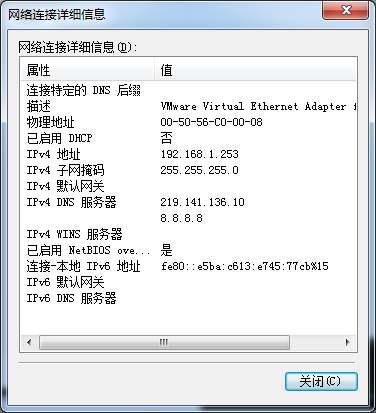 网络连接详细信息
网络连接详细信息(D):
属性 值
连接特定的 DNS 后缀
描述 VMware Virtual Ethernet Adapter f
物理地址 00-50-56-C0-00-08
已启用 DHCP 否
IPv4 地址 192.168.1.253
IPv4 子网掩码 255.255.255.0
IPv4 默认网关
IPv4 DNS 服务器 219.141.136.10
8.8.8.8
IPv4 WINS 服务器
已启用 NetBIOS ove... 是
连接-本地 IPv6 地址 fe80::e5ba:c613:e745:77cb%15
IPv6 默认网关
IPv6 DNS 服务器
关闭(C)